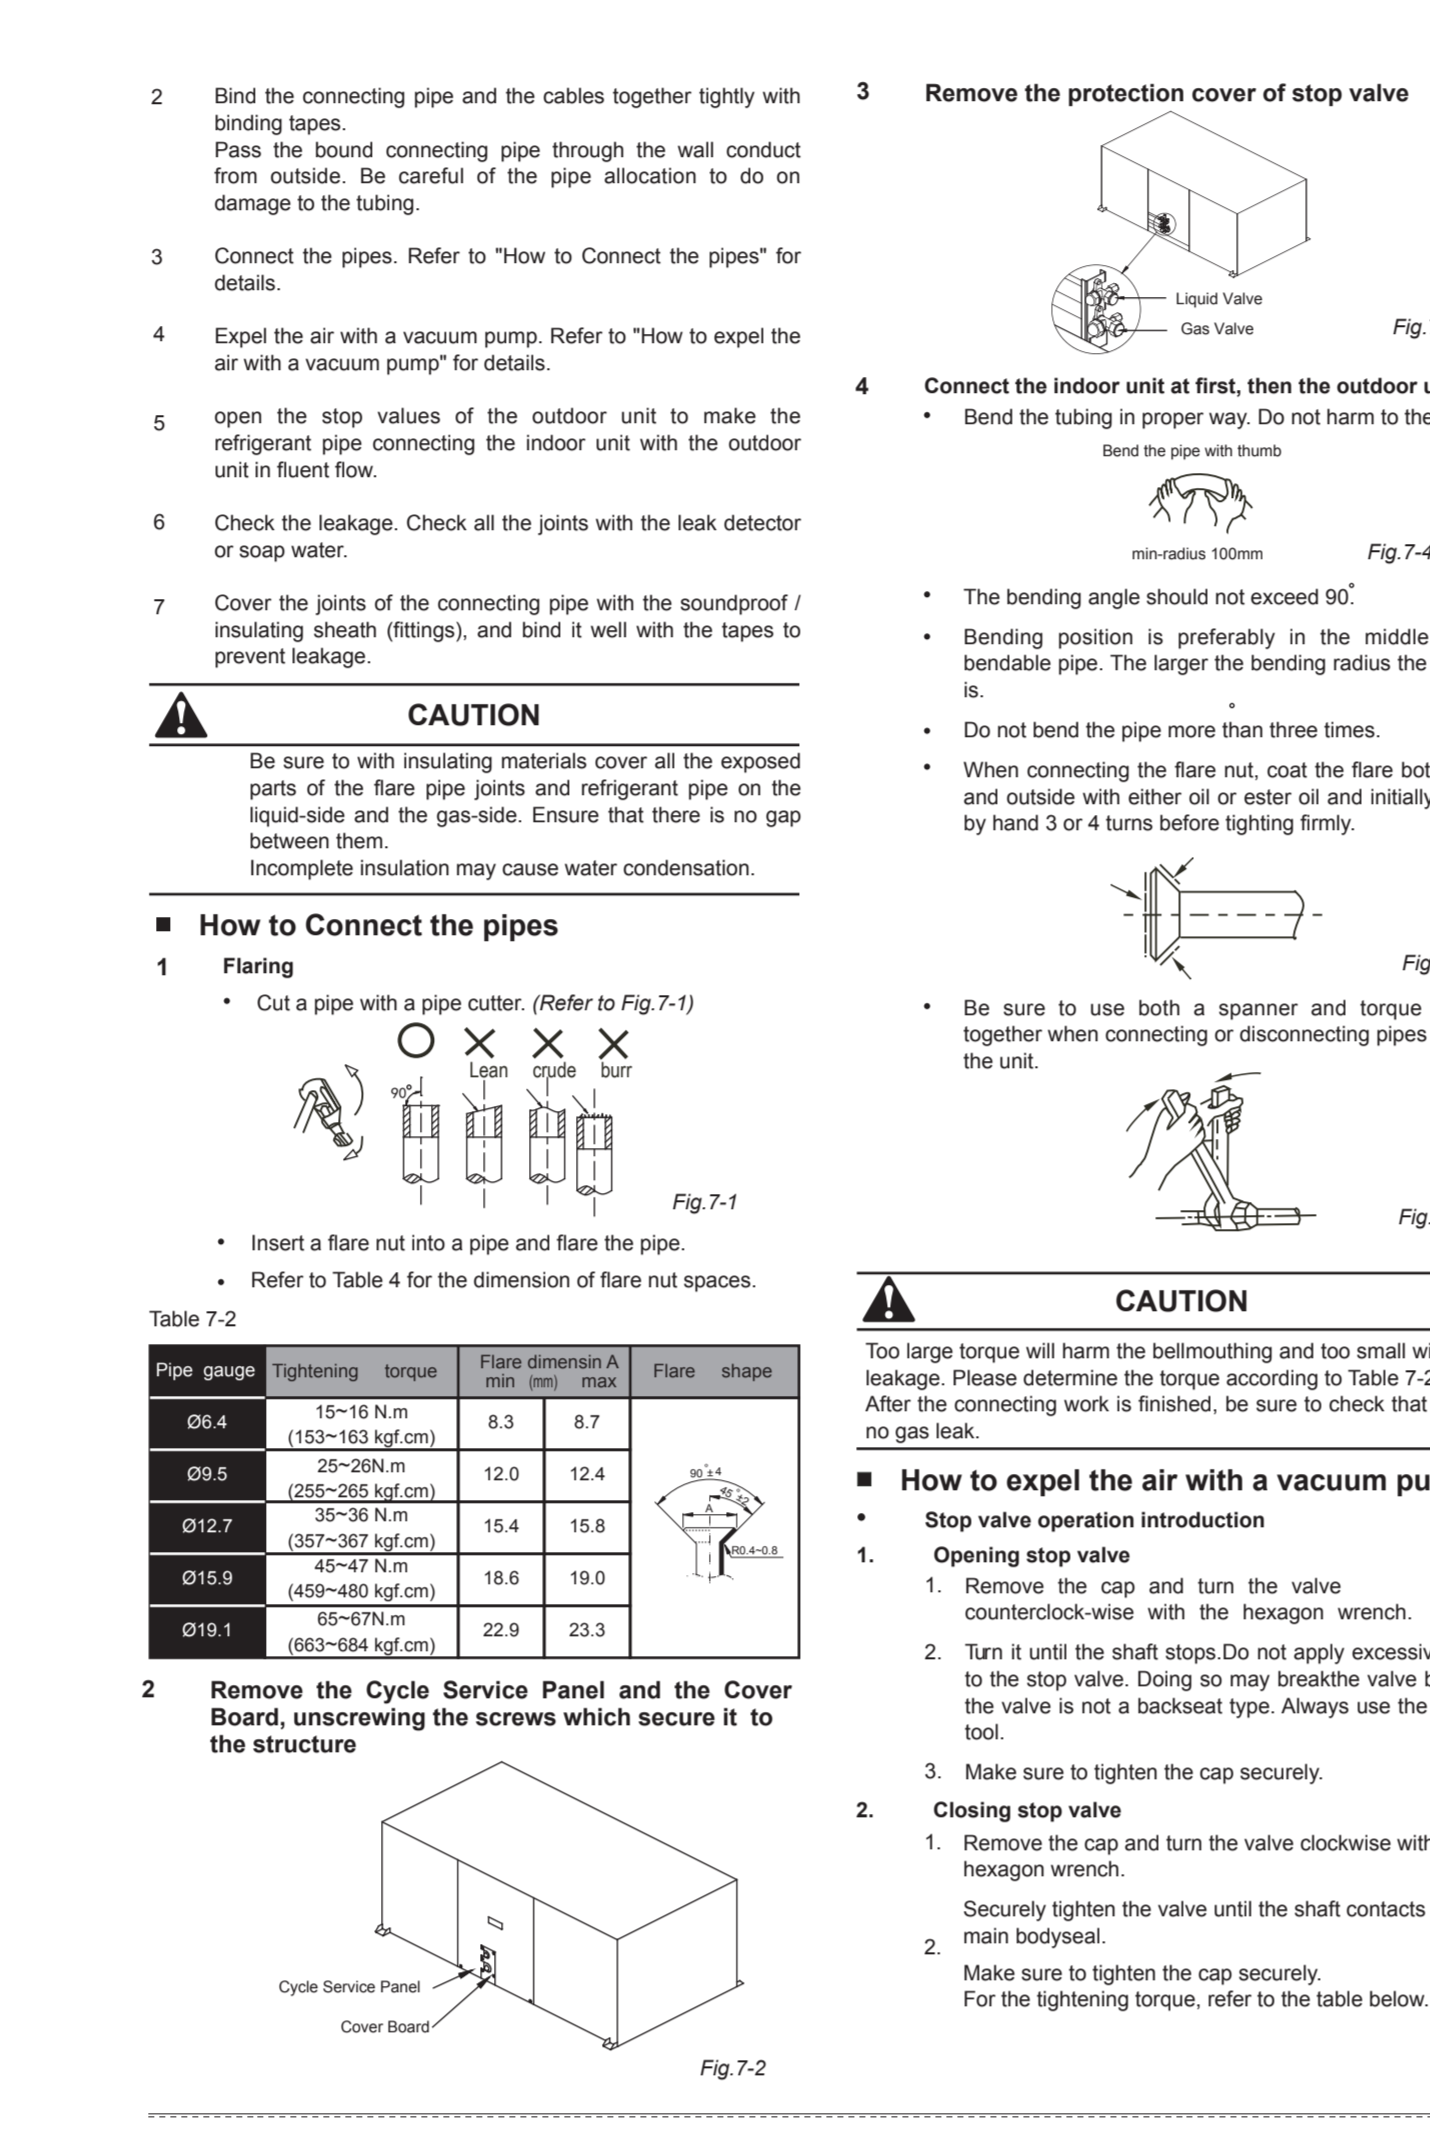 2 Bind the connecting pipe and the cables together tightly with
binding tapes.
Pass the bound connecting pipe through the wall conduct
from outside. Be careful of the pipe allocation to do on
damage to the tubing.
3 Connect the pipes. Refer to "How to Connect the pipes" for
details.
4 Expel the air with a vacuum pump. Refer to "How to expel the
air with a vacuum pump" for details.
5 open the stop values of the outdoor unit to make the
refrigerant pipe connecting the indoor unit with the outdoor
unit in fluent flow.
6 Check the leakage. Check all the joints with the leak detector
or soap water.
7 Cover the joints of the connecting pipe with the soundproof /
insulating sheath (fittings), and bind it well with the tapes to
prevent leakage.
CAUTION
Be sure to with insulating materials cover all the exposed
parts of the flare pipe joints and refrigerant pipe on the
liquid-side and the gas-side. Ensure that there is no gap
between them.
Incomplete insulation may cause water condensation.
■ How to Connect the pipes
1 Flaring
• Cut a pipe with a pipe cutter. (Refer to Fig.7-1)
Lean crude burr
90°
Fig.7-1
• Insert a flare nut into a pipe and flare the pipe.
• Refer to Table 4 for the dimension of flare nut spaces.
Table 7-2
Pipe gauge Tightening torque Flare dimensin A Flare shape
min (mm) max
Ø6.4 15~16 N.m (153~163 kgf.cm) 8.3 8.7
Ø9.5 25~26N.m (255~265 kgf.cm) 12.0 12.4
Ø12.7 35~36 N.m (357~367 kgf.cm) 15.4 15.8
Ø15.9 45~47 N.m (459~480 kgf.cm) 18.6 19.0
Ø19.1 65~67N.m (663~684 kgf.cm) 22.9 23.3
90°±4
45°±2
A
R0.4~0.8
2 Remove the Cycle Service Panel and the Cover
Board, unscrewing the screws which secure it to
the structure
Cycle Service Panel
Cover Board
Fig.7-2
3 Remove the protection cover of stop valve
Liquid Valve
Gas Valve
Fig.
4 Connect the indoor unit at first, then the outdoor
• Bend the tubing in proper way. Do not harm to the
Bend the pipe with thumb
min-radius 100mm
Fig.7-4
• The bending angle should not exceed 90°.
• Bending position is preferably in the middle
bendable pipe. The larger the bending radius the
is.
°
• Do not bend the pipe more than three times.
• When connecting the flare nut, coat the flare bot
and outside with either oil or ester oil and initially
by hand 3 or 4 turns before tighting firmly.
Fig
• Be sure to use both a spanner and torque
together when connecting or disconnecting pipes
the unit.
Fig.
CAUTION
Too large torque will harm the bellmouthing and too small wi
leakage. Please determine the torque according to Table 7-2
After the connecting work is finished, be sure to check that
no gas leak.
■ How to expel the air with a vacuum pu
• Stop valve operation introduction
1. Opening stop valve
1. Remove the cap and turn the valve
counterclock-wise with the hexagon wrench.
2. Turn it until the shaft stops.Do not apply excessiv
to the stop valve. Doing so may breakthe valve b
the valve is not a backseat type. Always use the
tool.
3. Make sure to tighten the cap securely.
2. Closing stop valve
1. Remove the cap and turn the valve clockwise with
hexagon wrench.
Securely tighten the valve until the shaft contacts
2. main bodyseal.
Make sure to tighten the cap securely.
For the tightening torque, refer to the table below.